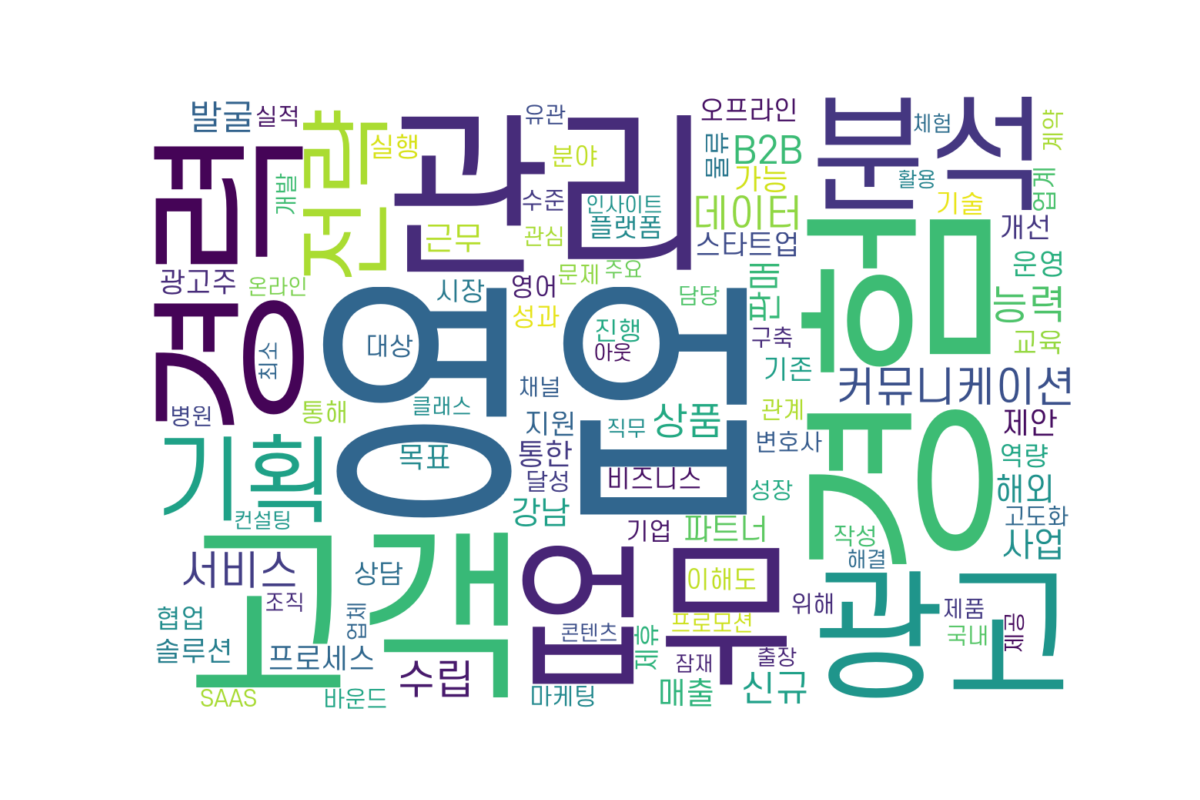 발굴
실적
전략
실행
관리
유관
분야
수준
오프라인
물류
B2B
가능
분석
체험
활용
계약
업계
기술
개선
경력
개발
광고주
온라인
근무
관심
인사이트
플랫폼
데이터
스타트업
운영
시장
영어
문제
주요
담당
판매
능력
성과
영업
대상
진행
아웃
구축
경험
교육
최소
병원
통해
클래스
채널
기존
커뮤니케이션
지원
직무
상품
관계
변호사
제안
기획
목표
통한
달성
비즈니스
성장
역량
해외
컨설팅
강남
기업
파트너
작성
해결
고도화
사업
고객
서비스
상담
업무
이해도
광고
조직
협업
업체
솔루션
프로세스
수립
콘텐츠
제휴
프로모션
잠재
출장
위해
제품
국내
제공
SAAS
바운드
마케팅
매출
신규